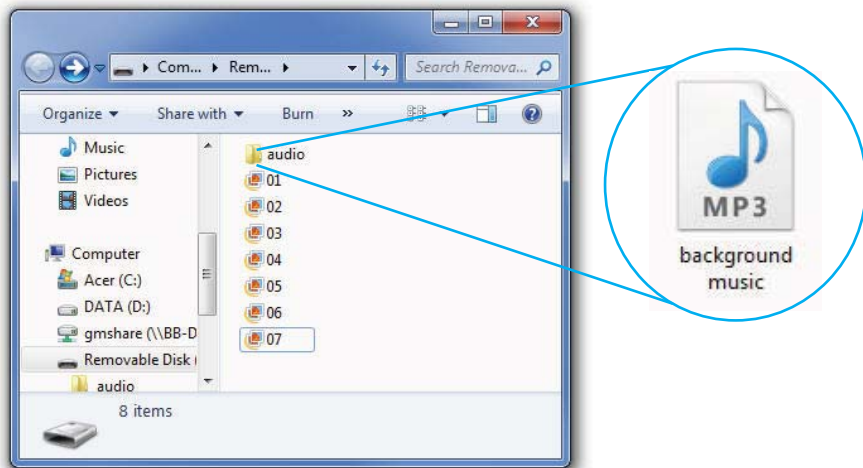 Com... Rem...
Search Remova...
Organize Share with Burn »
Music
Pictures
Videos
Computer
Acer (C:)
DATA (D:)
gmshare (\\BB-D
Removable Disk (
audio
audio
01
02
03
04
05
06
07
8 items
MP3
background
music